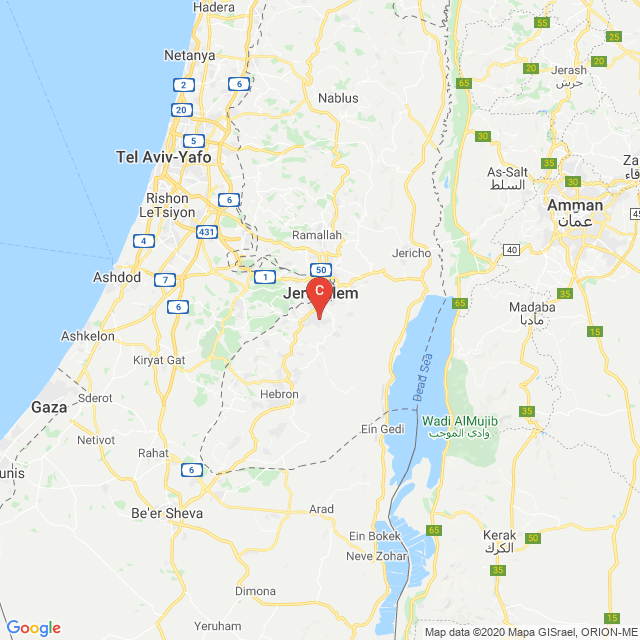 Hadera
55
25
Netanya
2
6
65
20
20
Jerash
جرش
20
Nablus
5
30
Tel Aviv-Yafo
35
As-Salt
السلط
30
Za
Rishon
LeTsiyon
6
Amman
عمان
45
4
431
Ramallah
Jericho
40
Ashdod
7
1
50
C
6
65
Madaba
مأدبا
15
Ashkelon
Kiryat Gat
Dead Sea
Hebron
Gaza
Sderot
35
Wadi AlMujib
وادي الموجب
Ein Gedi
Netivot
Rahat
6
unis
Arad
Be'er Sheva
65
Ein Bokek
Neve Zohar
Kerak
الكرك
50
35
15
Dimona
Yeruham
Google
Map data ©2020 Mapa GISrael, ORION-ME